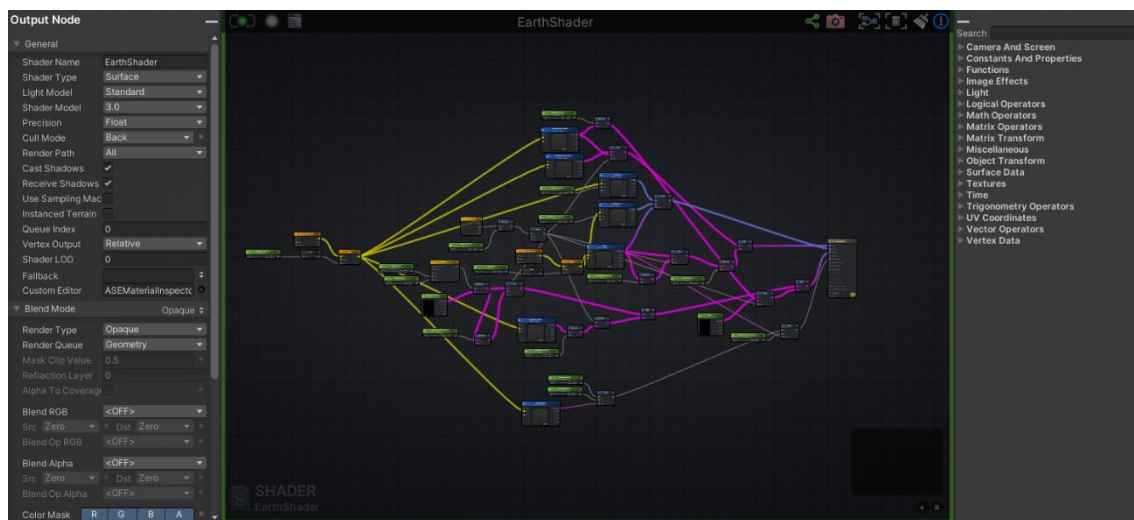 Output Node
EarthShader
General
Shader Name EarthShader
Shader Type Surface
Light Model Standard
Shader Model 3.0
Precision Float
Cull Mode Back
Render Path All
Cast Shadows
Receive Shadows
Use Sampling Mac
Instanced Terrain
Queue Index 0
Vertex Output Relative
Shader LOD 0
Fallback
Custom Editor ASEMaterialInspecto
Blend Mode Opaque
Render Type Opaque
Render Queue Geometry
Mask Clip Value 0.5
Refraction Layer 0
Alpha To Coverage
Blend RGB <OFF>
Src Zero Dst Zero
Blend Op RGB <OFF>
Blend Alpha <OFF>
Src Zero Dst Zero
Blend Op Alpha <OFF>
Color Mask R G B A
SHADER
EarthShader
Search
Camera And Screen
Constants And Properties
Functions
Image Effects
Light
Logical Operators
Math Operators
Matrix Operators
Matrix Transform
Miscellaneous
Object Transform
Surface Data
Textures
Time
Trigonometry Operators
UV Coordinates
Vector Operators
Vertex Data